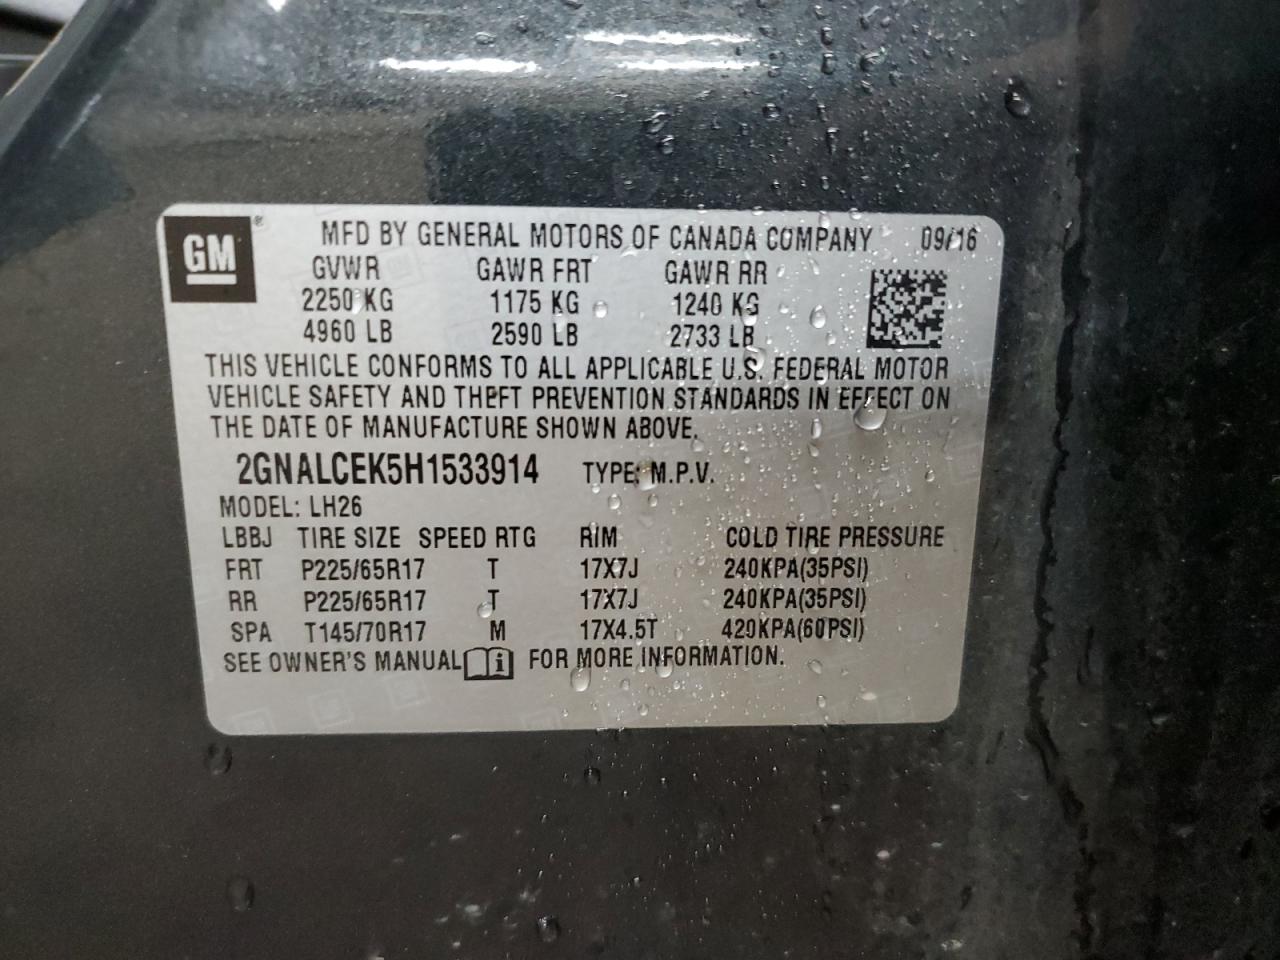 GM ® MFD BY GENERAL MOTORS OF CANADA COMPANY 09/16
GVWR GAWR FRT GAWR RR
2250 KG 1175 KG 1240 KG
4960 LB 2590 LB 2733 LB
THIS VEHICLE CONFORMS TO ALL APPLICABLE U.S. FEDERAL MOTOR
VEHICLE SAFETY AND THEFT PREVENTION STANDARDS IN EFFECT ON
THE DATE OF MANUFACTURE SHOWN ABOVE.
2GNALCEK5H1533914 TYPE: M.P.V.
MODEL: LH26
LBBJ TIRE SIZE SPEED RTG RIM COLD TIRE PRESSURE
FRT P225/65R17 T 17X7J 240KPA(35PSI)
RR P225/65R17 T 17X7J 240KPA(35PSI)
SPA T145/70R17 M 17X4.5T 420KPA(60PSI)
SEE OWNER'S MANUAL i FOR MORE INFORMATION.